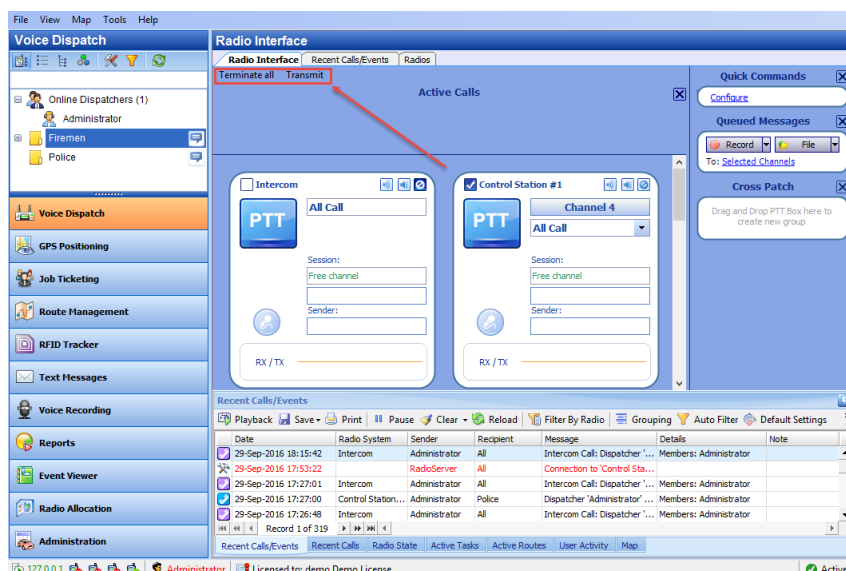 File View Map Tools Help
Voice Dispatch
Online Dispatchers (1)
Administrator
Firemen
Police
Voice Dispatch
GPS Positioning
Job Ticketing
Route Management
RFID Tracker
Text Messages
Voice Recording
Reports
Event Viewer
Radio Allocation
Administration
Radio Interface
Radio Interface Recent Calls/Events Radios
Terminate all Transmit
Active Calls
Intercom
PTT
All Call
Session:
Free channel
Sender:
RX / TX
Control Station #1
PTT
Channel 4
All Call
Session:
Free channel
Sender:
RX / TX
Quick Commands
Configure
Queued Messages
Record File
To: Selected Channels
Cross Patch
Drag and Drop PTT Box here to
create new group
Recent Calls/Events
Playback Save Print Pause Clear Reload Filter By Radio Grouping Auto Filter Default Settings
Date Radio System Sender Recipient Message Details Note
29-Sep-2016 18:15:42 Intercom Administrator All Intercom Call: Dispatcher '... Members: Administrator
29-Sep-2016 17:53:22 RadioServer All Connection to 'Control Sta...
29-Sep-2016 17:27:01 Intercom Administrator All Intercom Call: Dispatcher '... Members: Administrator
29-Sep-2016 17:27:00 Control Station... Administrator Police Dispatcher 'Administrator' ... Members: Administrator
29-Sep-2016 17:26:48 Intercom Administrator All Intercom Call: Dispatcher '... Members: Administrator
Record 1 of 319
Recent Calls/Events Recent Calls Radio State Active Tasks Active Routes User Activity Map
127.0.0.1 Administrator Licensed to: demo Demo License Active